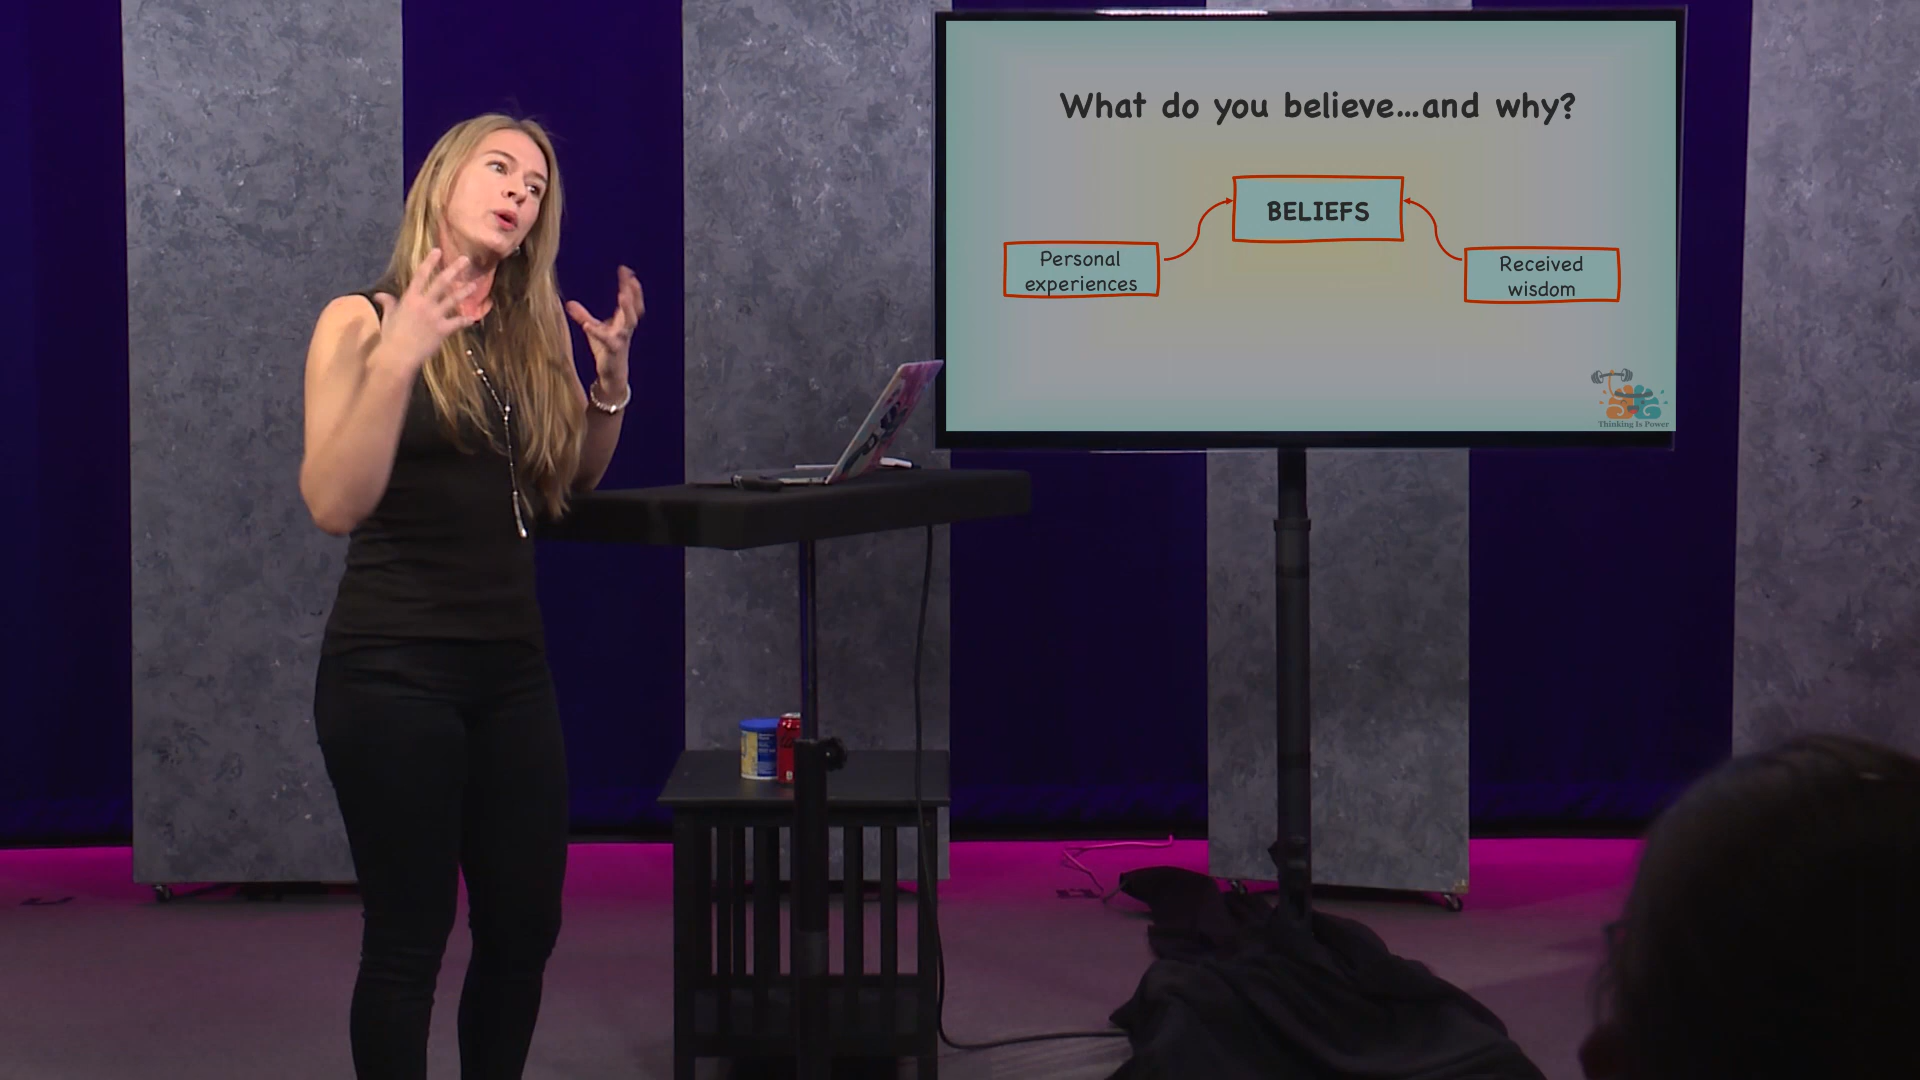 What do you believe...and why?
BELIEFS
Personal
experiences
Received
wisdom
Thinking Is Power